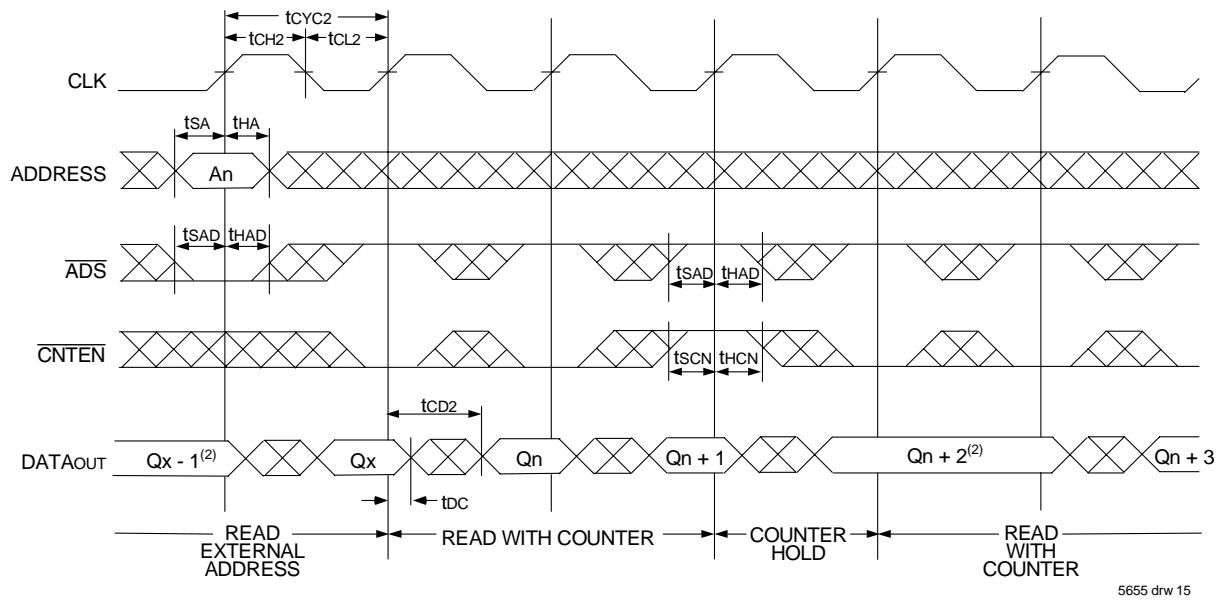 tCYC2
tCH2 tCL2
CLK
tSA tHA
ADDRESS An
tSAD tHAD
ADS
tSAD tHAD
CNTEN
tSCN tHCN
tCD2
DATAOUT Qx - 1(2) Qx Qn Qn + 1 Qn + 2(2) Qn + 3
tDC
READ
EXTERNAL
ADDRESS
READ WITH COUNTER
COUNTER
HOLD
READ
WITH
COUNTER
5655 drw 15